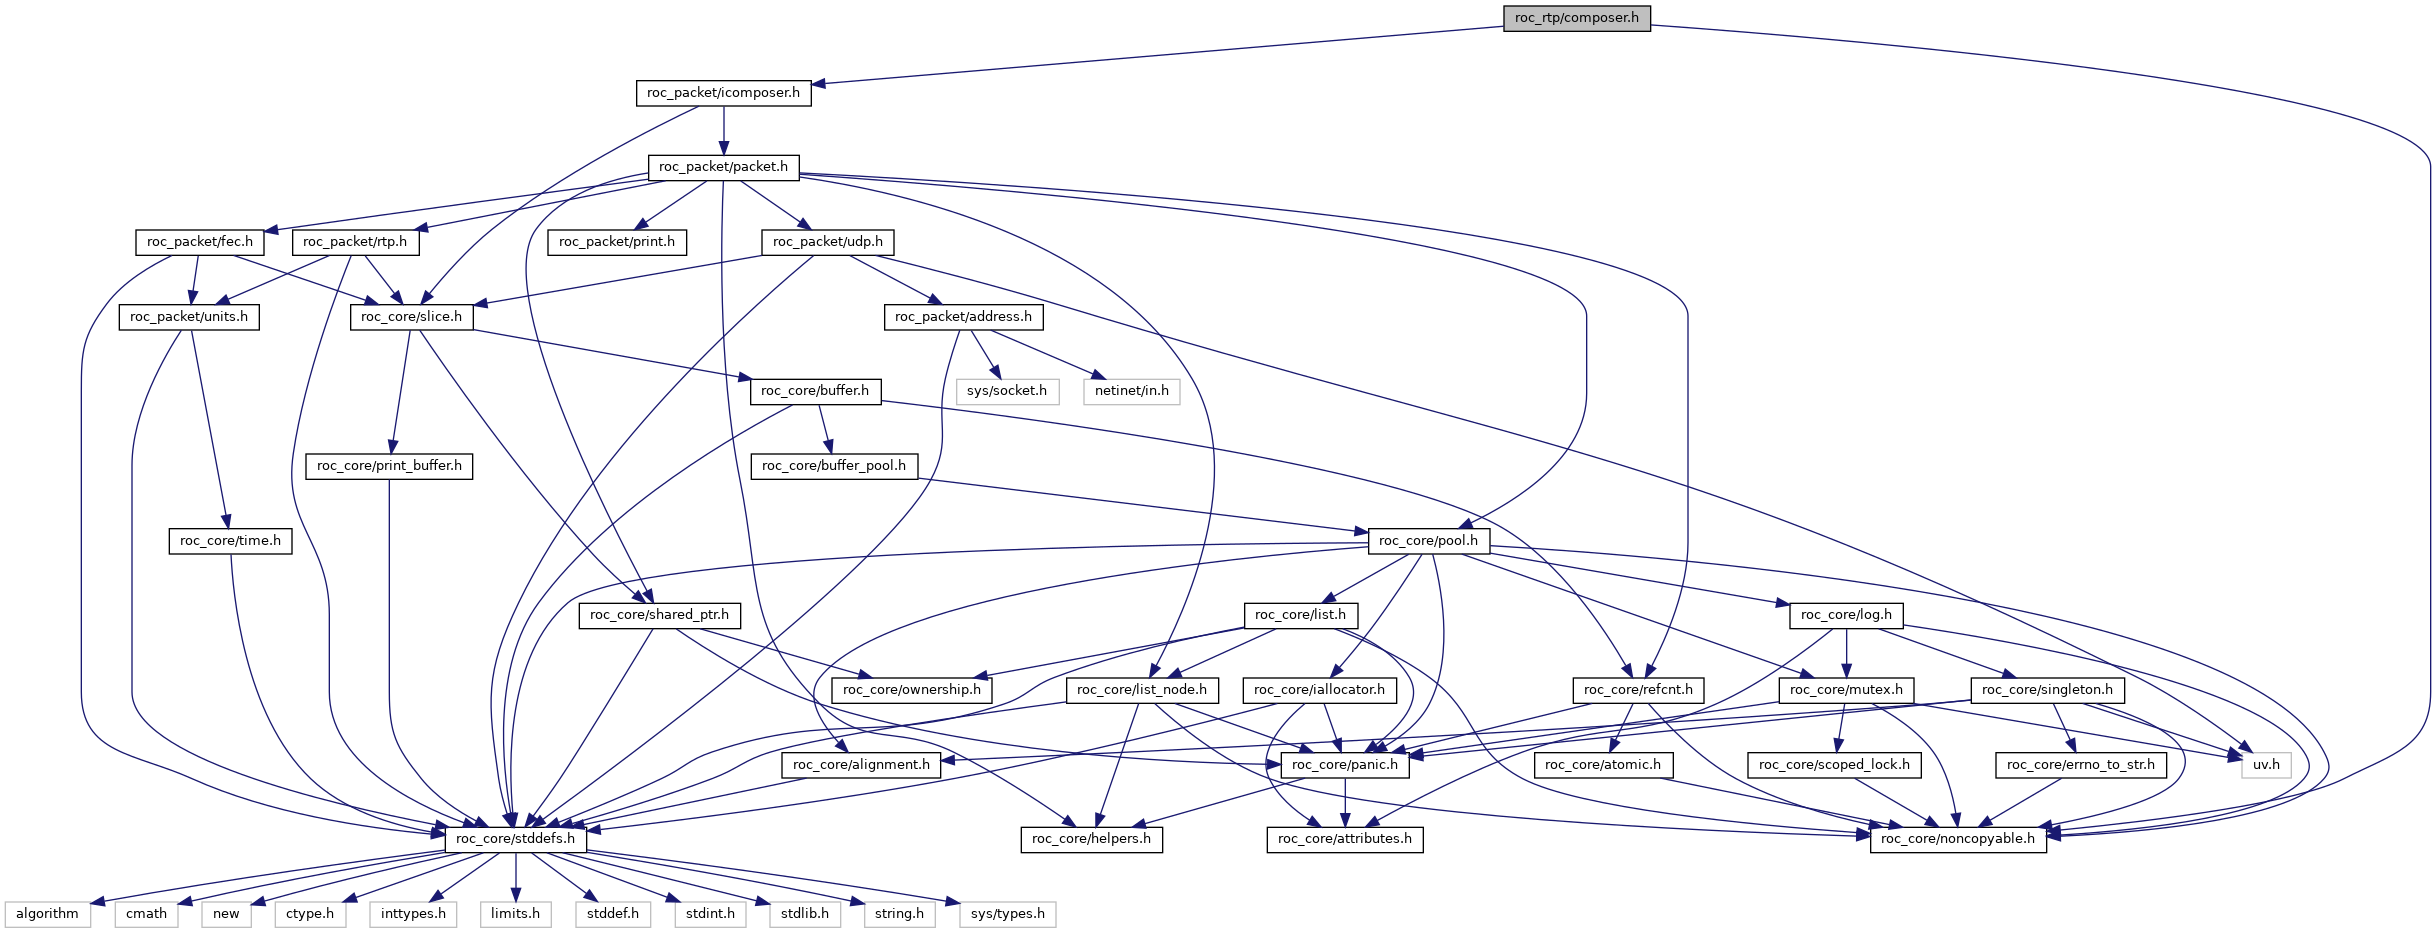 roc_rtp/composer.h
roc_packet/icomposer.h
roc_packet/packet.h
roc_packet/fec.h
roc_packet/rtp.h
roc_packet/print.h
roc_packet/udp.h
roc_packet/units.h
roc_core/slice.h
roc_packet/address.h
roc_core/buffer.h
sys/socket.h
netinet/in.h
roc_core/print_buffer.h
roc_core/buffer_pool.h
roc_core/time.h
roc_core/pool.h
roc_core/shared_ptr.h
roc_core/list.h
roc_core/log.h
roc_core/ownership.h
roc_core/list_node.h
roc_core/iallocator.h
roc_core/refcnt.h
roc_core/mutex.h
roc_core/singleton.h
roc_core/alignment.h
roc_core/panic.h
roc_core/atomic.h
roc_core/scoped_lock.h
roc_core/errno_to_str.h
uv.h
roc_core/stddefs.h
roc_core/helpers.h
roc_core/attributes.h
roc_core/noncopyable.h
algorithm
cmath
new
ctype.h
inttypes.h
limits.h
stddef.h
stdint.h
stdlib.h
string.h
sys/types.h